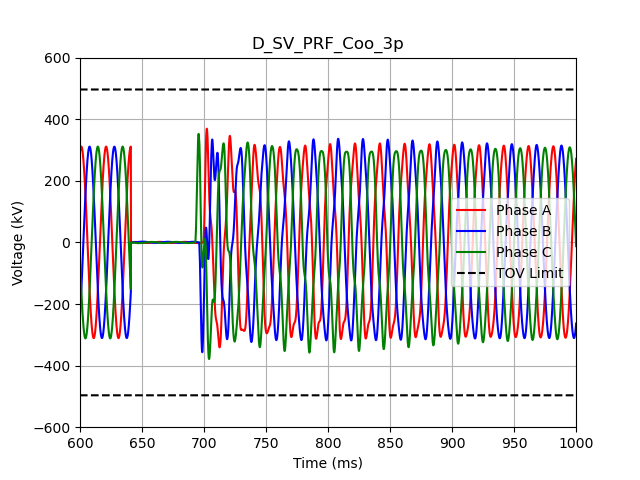 D_SV_PRF_Coo_3p
Voltage (kV)
600
400
200
0
−200
−400
−600
Phase A
Phase B
Phase C
TOV Limit
600 650 700 750 800 850 900 950 1000
Time (ms)